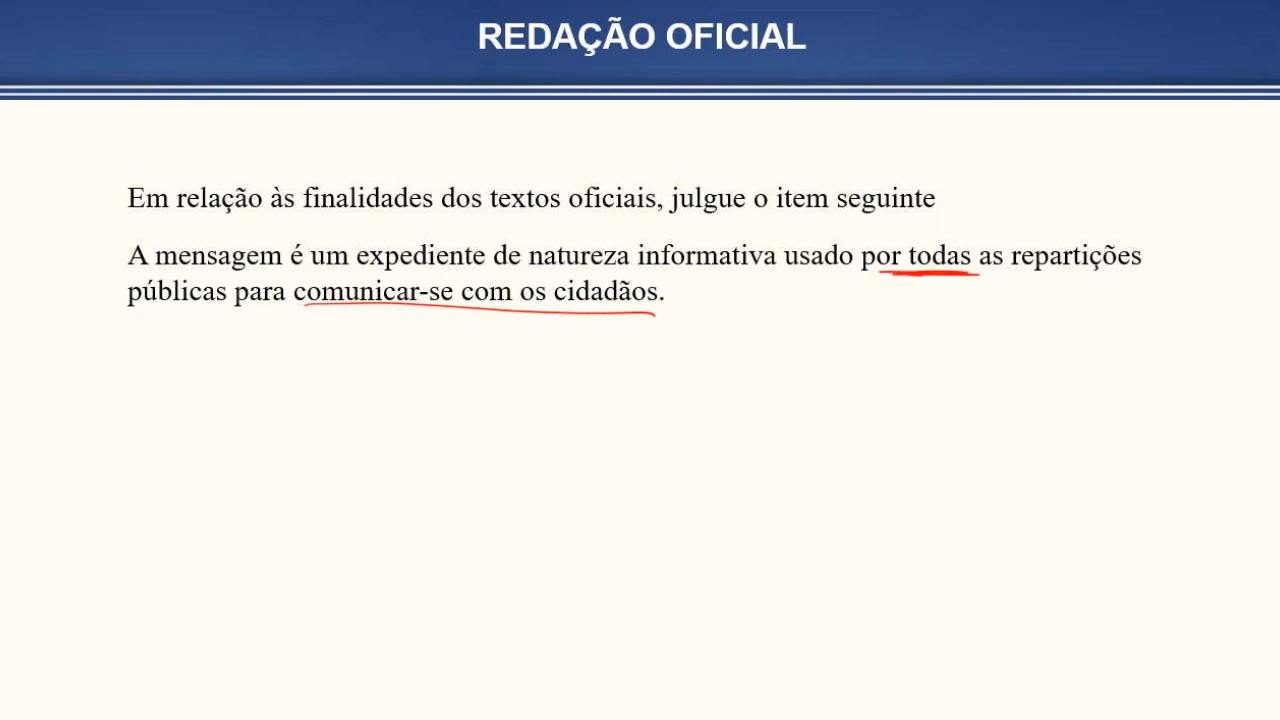 REDAÇÃO OFICIAL
Em relação às finalidades dos textos oficiais, julgue o item seguinte
A mensagem é um expediente de natureza informativa usado por todas as repartições
públicas para comunicar-se com os cidadãos.